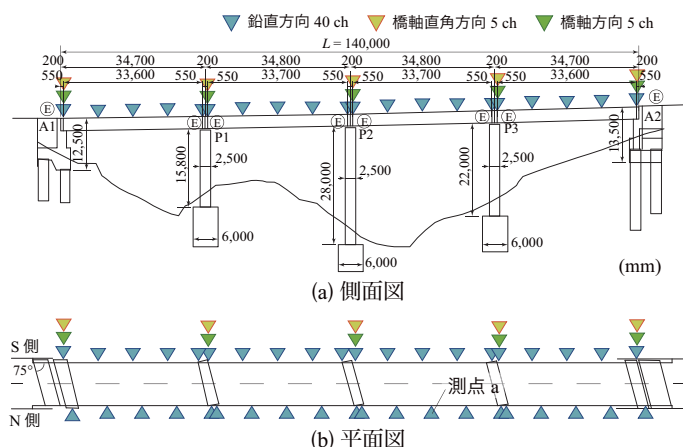 鉛直方向 40 ch 橋軸直角方向 5 ch 橋軸方向 5 ch
L = 140,000
200 34,700 200 34,800 200 34,800 200 34,700 200
550 33,600 550 550 33,700 550 550 33,700 550 550 33,600 550
E E E E E E E E
A1 P1 P2 P3 A2
12,500 15,800 2,500 28,000 2,500 22,000 2,500 13,500
6,000 6,000 6,000
(mm)
(a) 側面図
S 側
75°
N 側
測点 a
(b) 平面図